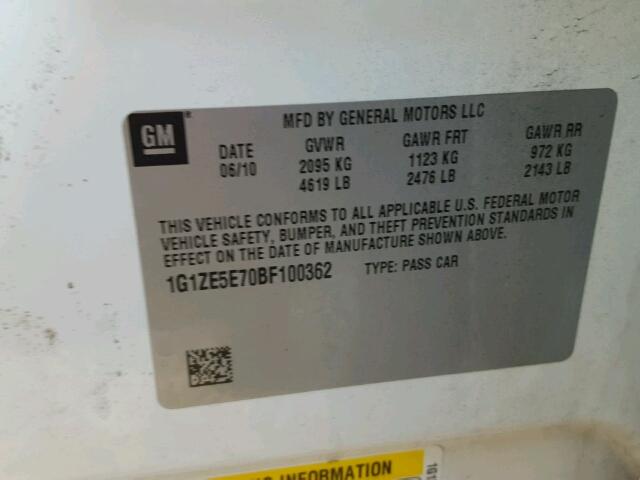 GM
®
MFD BY GENERAL MOTORS LLC
DATE GVWR GAWR FRT GAWR RR
06/10 2095 KG 1123 KG 972 KG
4619 LB 2476 LB 2143 LB
THIS VEHICLE CONFORMS TO ALL APPLICABLE U.S. FEDERAL MOTOR
VEHICLE SAFETY, BUMPER, AND THEFT PREVENTION STANDARDS IN
EFFECT ON THE DATE OF MANUFACTURE SHOWN ABOVE.
1G1ZE5E70BF100362 TYPE: PASS CAR
INFORMATION